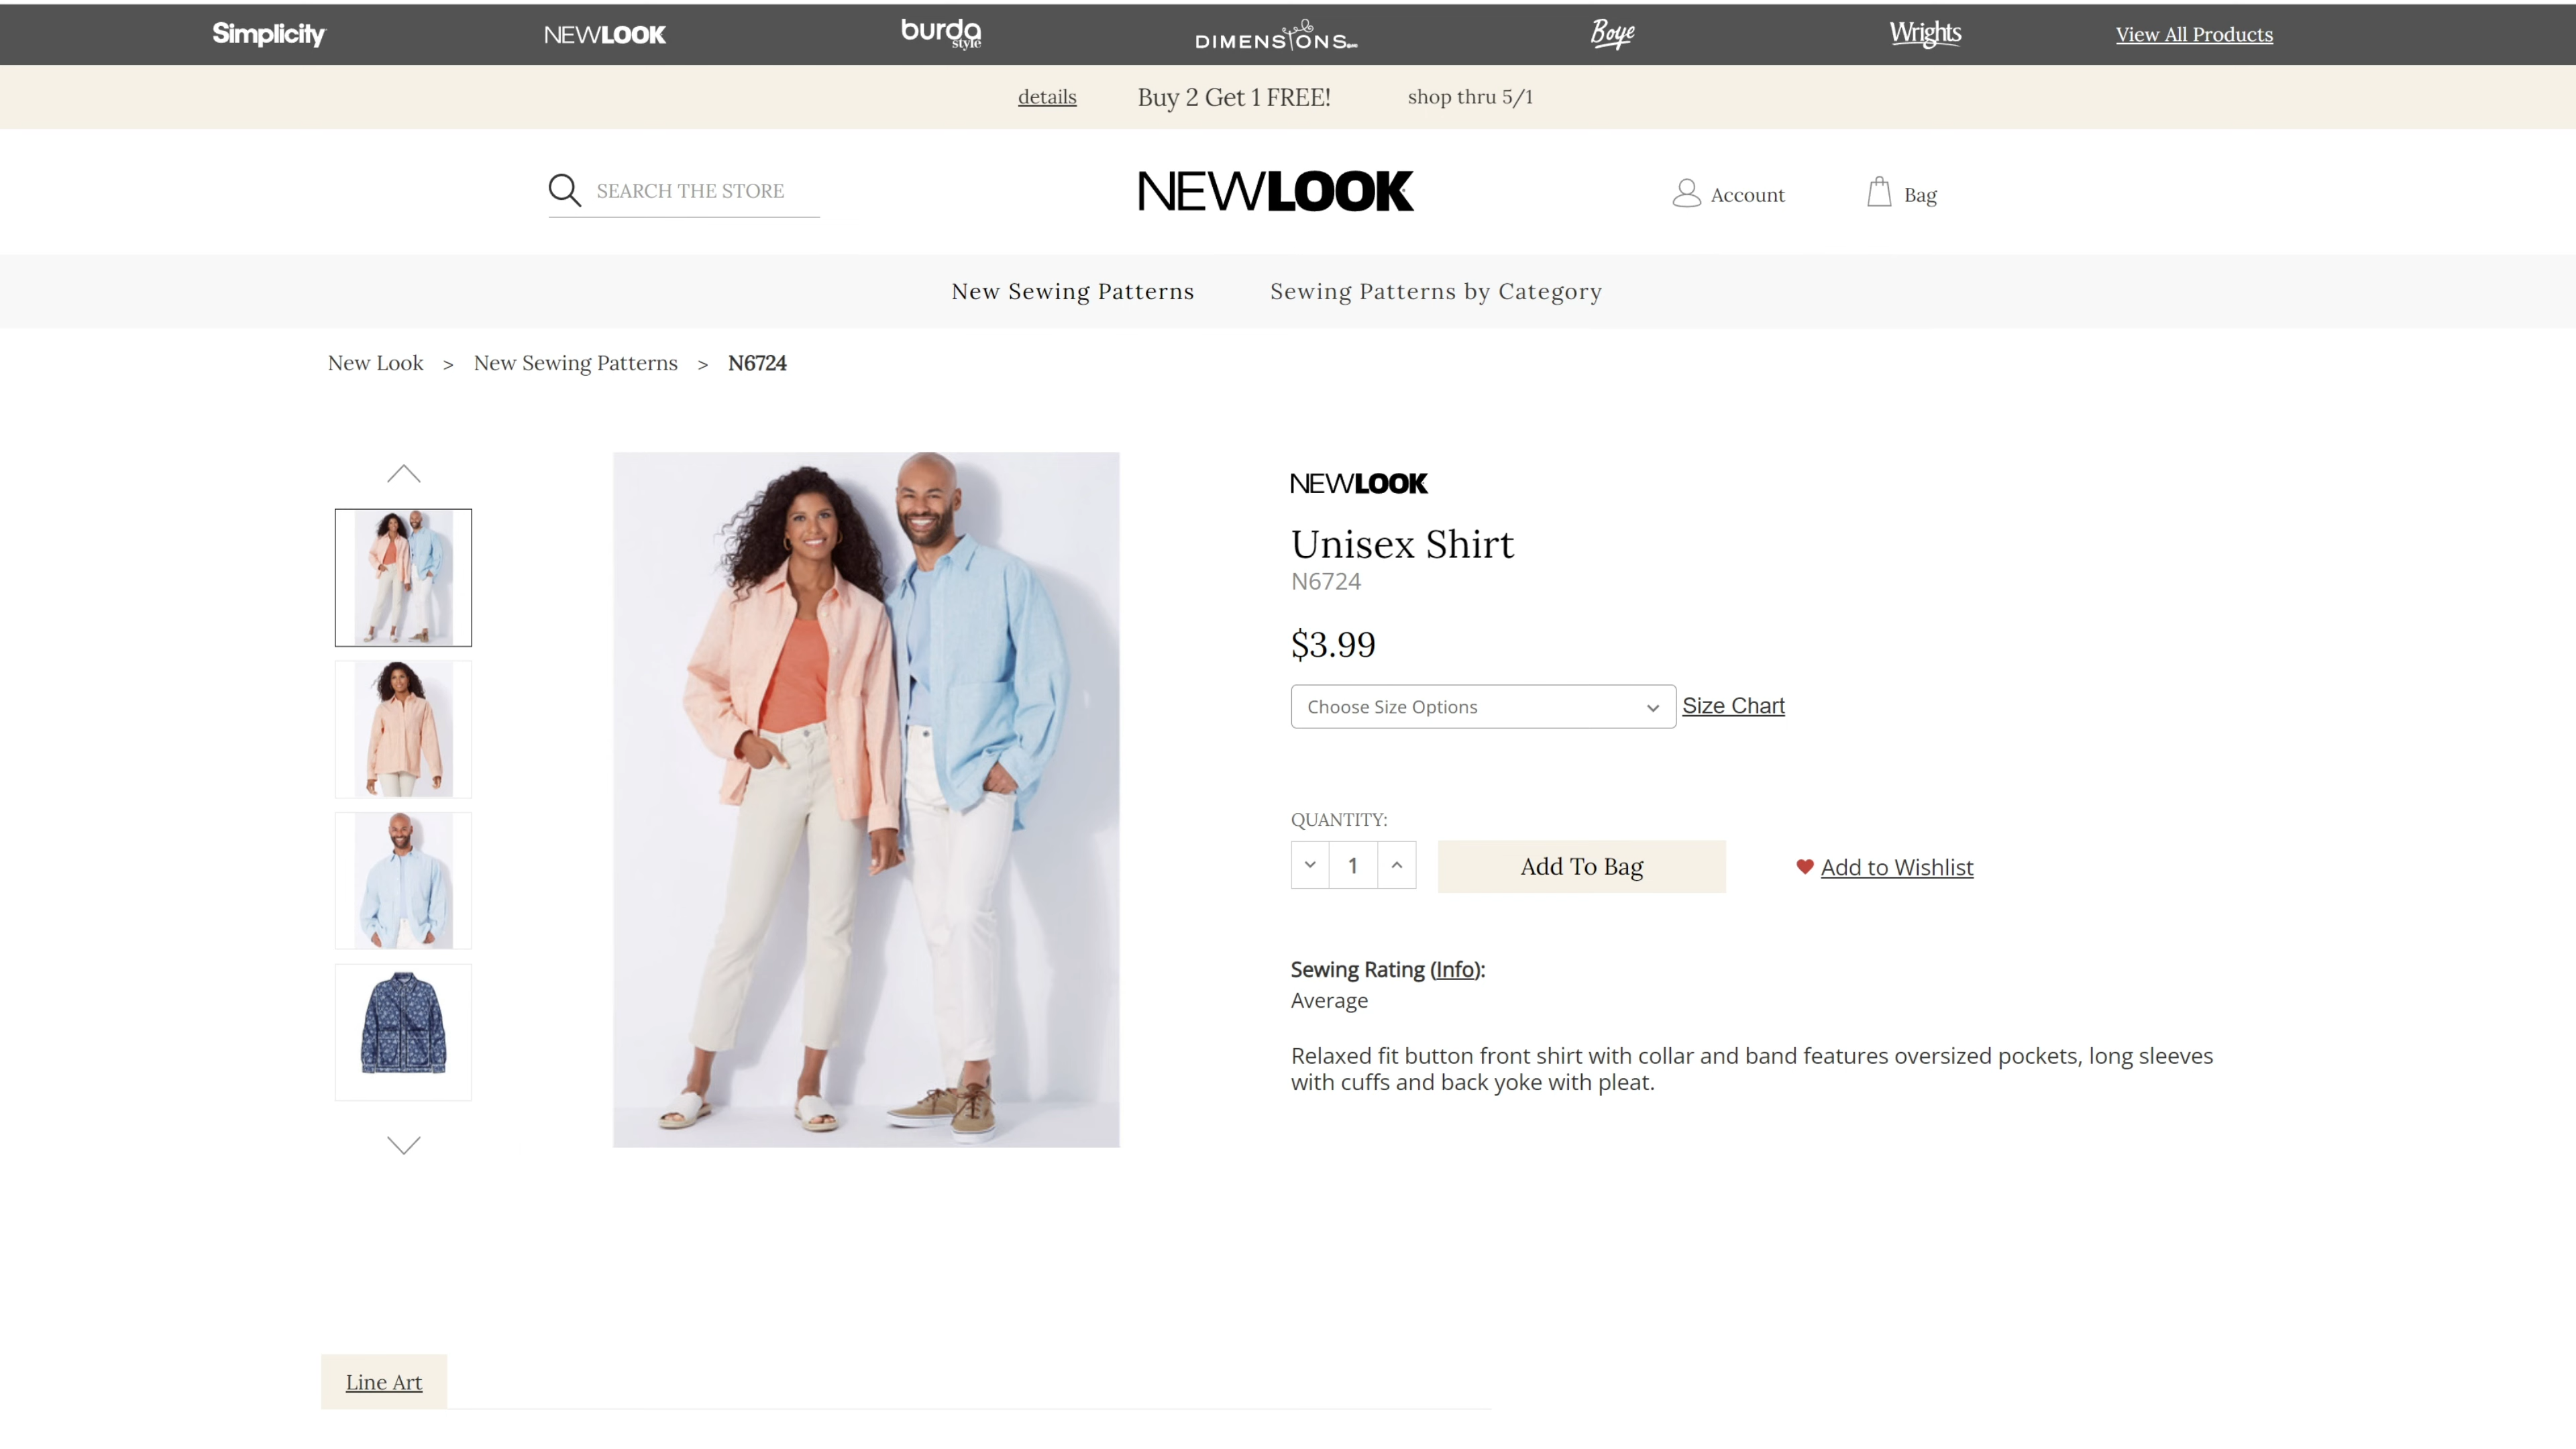 Simplicity
NEWLOOK
burda style
DIMENSIONS
Boye
Wrights
View All Products
details
Buy 2 Get 1 FREE!
shop thru 5/1
SEARCH THE STORE
NEWLOOK
Account
Bag
New Sewing Patterns
Sewing Patterns by Category
New Look > New Sewing Patterns > N6724
NEWLOOK
Unisex Shirt
N6724
$3.99
Choose Size Options
Size Chart
QUANTITY:
1
Add To Bag
Add to Wishlist
Sewing Rating (Info):
Average
Relaxed fit button front shirt with collar and band features oversized pockets, long sleeves
with cuffs and back yoke with pleat.
Line Art